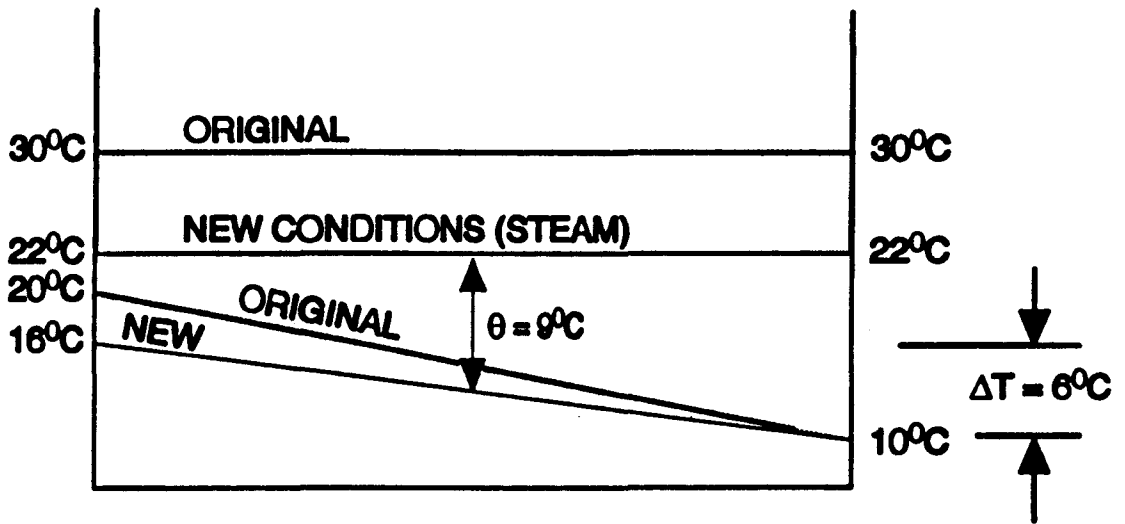 ORIGINAL
30⁰C
30⁰C
NEW CONDITIONS (STEAM)
22⁰C
22⁰C
20⁰C
ORIGINAL
NEW
θ = 9⁰C
16⁰C
ΔT = 6⁰C
10⁰C